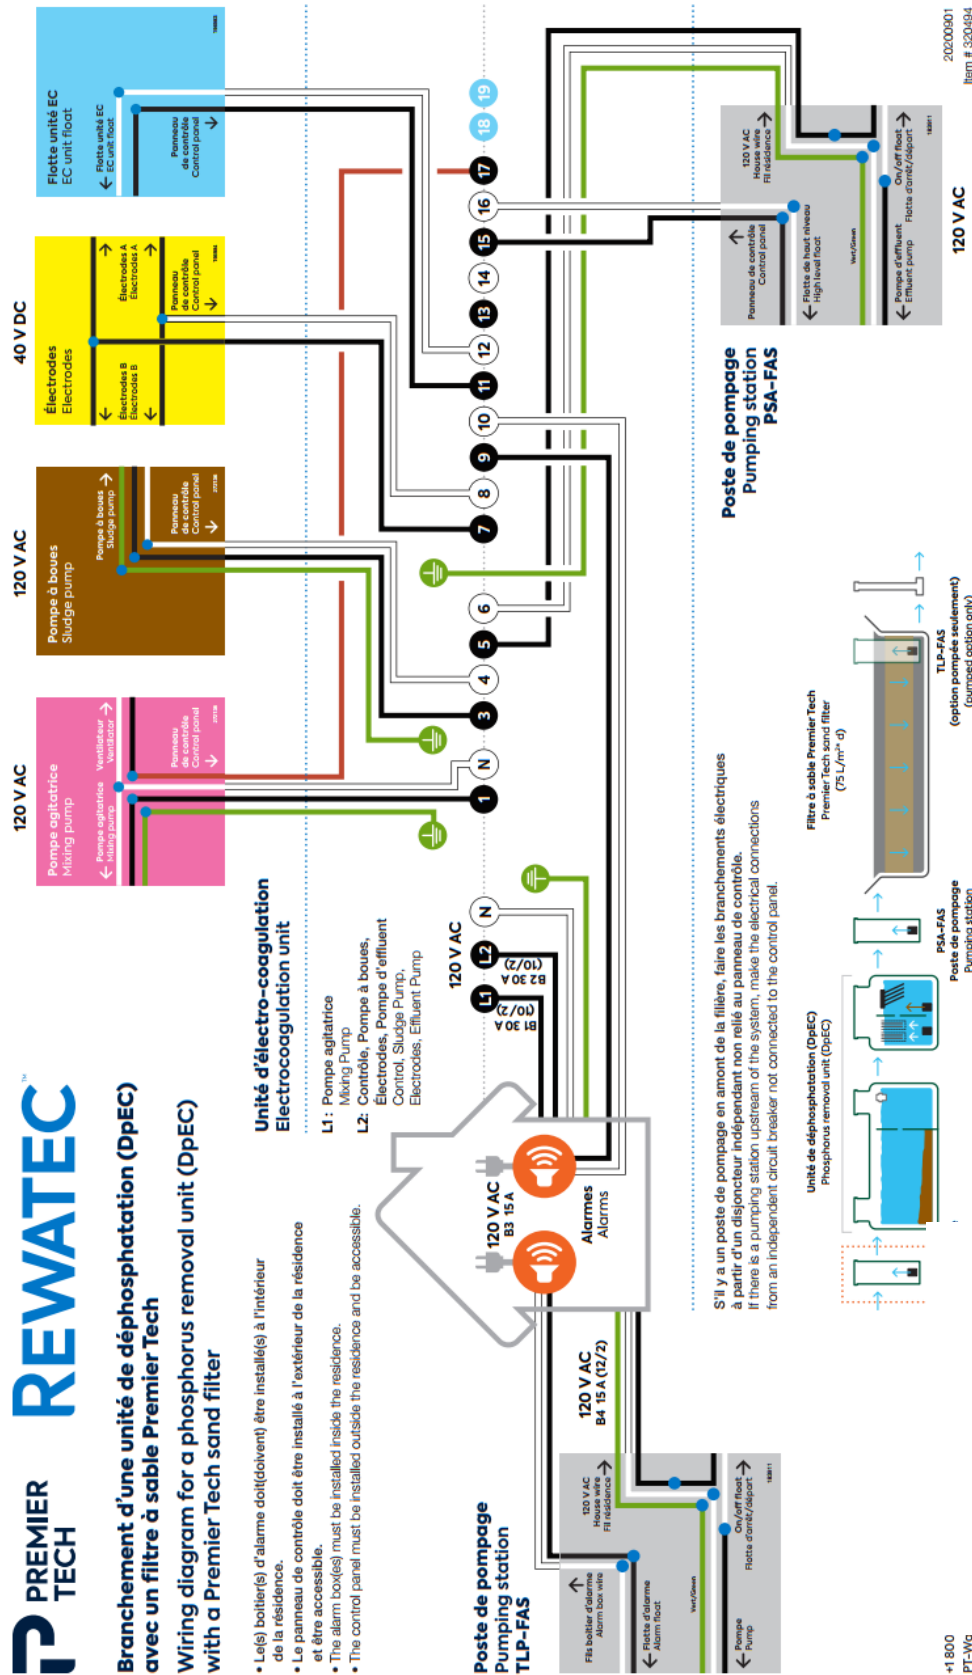 PREMIER
TECH
REWATEC™
Branchement d'une unité de déphosphatation (DpEC)
avec un filtre à sable Premier Tech
Wiring diagram for a phosphorus removal unit (DpEC)
with a Premier Tech sand filter
• Le(s) boitier(s) d'alarme doit(doivent) être installé(s) à l'intérieur
de la résidence.
• Le panneau de contrôle doit être installé à l'extérieur de la résidence
et être accessible.
• The alarm box(es) must be installed inside the residence.
• The control panel must be installed outside the residence and be accessible.
Unité d'électro-coagulation
Electrocoagulation unit
L1: Pompe agitatrice
Mixing Pump
L2: Contrôle, Pompe à boues,
Électrodes, Pompe d'effluent
Control, Sludge Pump,
Electrodes, Effluent Pump
120 V AC
Pompe agitatrice
Mixing pump
← Pompe agitatrice
Mixing pump
Ventilateur →
Ventilator
Panneau
de contrôle
Control panel
120 V AC
Pompe à boues
Sludge pump
Pompe à boues →
Sludge pump
Panneau
de contrôle
Control panel
40 V DC
Électrodes
Electrodes
Électrodes B
Electrodes B
Électrodes A
Electrodes A
Panneau
de contrôle
Control panel
Flotte unité EC
EC unit float
← Flotte unité EC
EC unit float
Panneau
de contrôle
Control panel
120 V AC
L1
L2
N
B1 30 A
(10/2)
B2 30 A
(10/2)
1
N
3
4
5
6
7
8
9
10
11
12
13
14
15
16
17
18
19
120 V AC
B3 15 A
Alarmes
Alarms
120 V AC
B4 15 A (12/2)
Poste de pompage
Pumping station
TLP-FAS
Fils boitier d'alarme
Alarm box wire
120 V AC
House wire
Fil résidence
← Flotte d'alarme
Alarm float
Vert/Green
← Pompe
Pump
On/off float →
Flotte d'arrêt/départ
182011
Poste de pompage
Pumping station
PSA-FAS
Panneau de contrôle
Control panel
120 V AC
House wire
Fil résidence
← Flotte de haut niveau
High level float
Vert/Green
← Pompe d'effluent
Effluent pump
On/off float →
Flotte d'arrêt/départ
182011
120 V AC
S'il y a un poste de pompage en amont de la filière, faire les branchements électriques
à partir d'un disjoncteur indépendant non relié au panneau de contrôle.
If there is a pumping station upstream of the system, make the electrical connections
from an independent circuit breaker not connected to the control panel.
Unité de déphosphatation (DpEC)
Phosphorus removal unit (DpEC)
PSA-FAS
Poste de pompage
Pumping station
Filtre à sable Premier Tech
Premier Tech sand filter
(75 L/m²• d)
TLP-FAS
(option pompée seulement)
(pumped option only)
+1 800
PT-Wa
20200901
Item # 320494